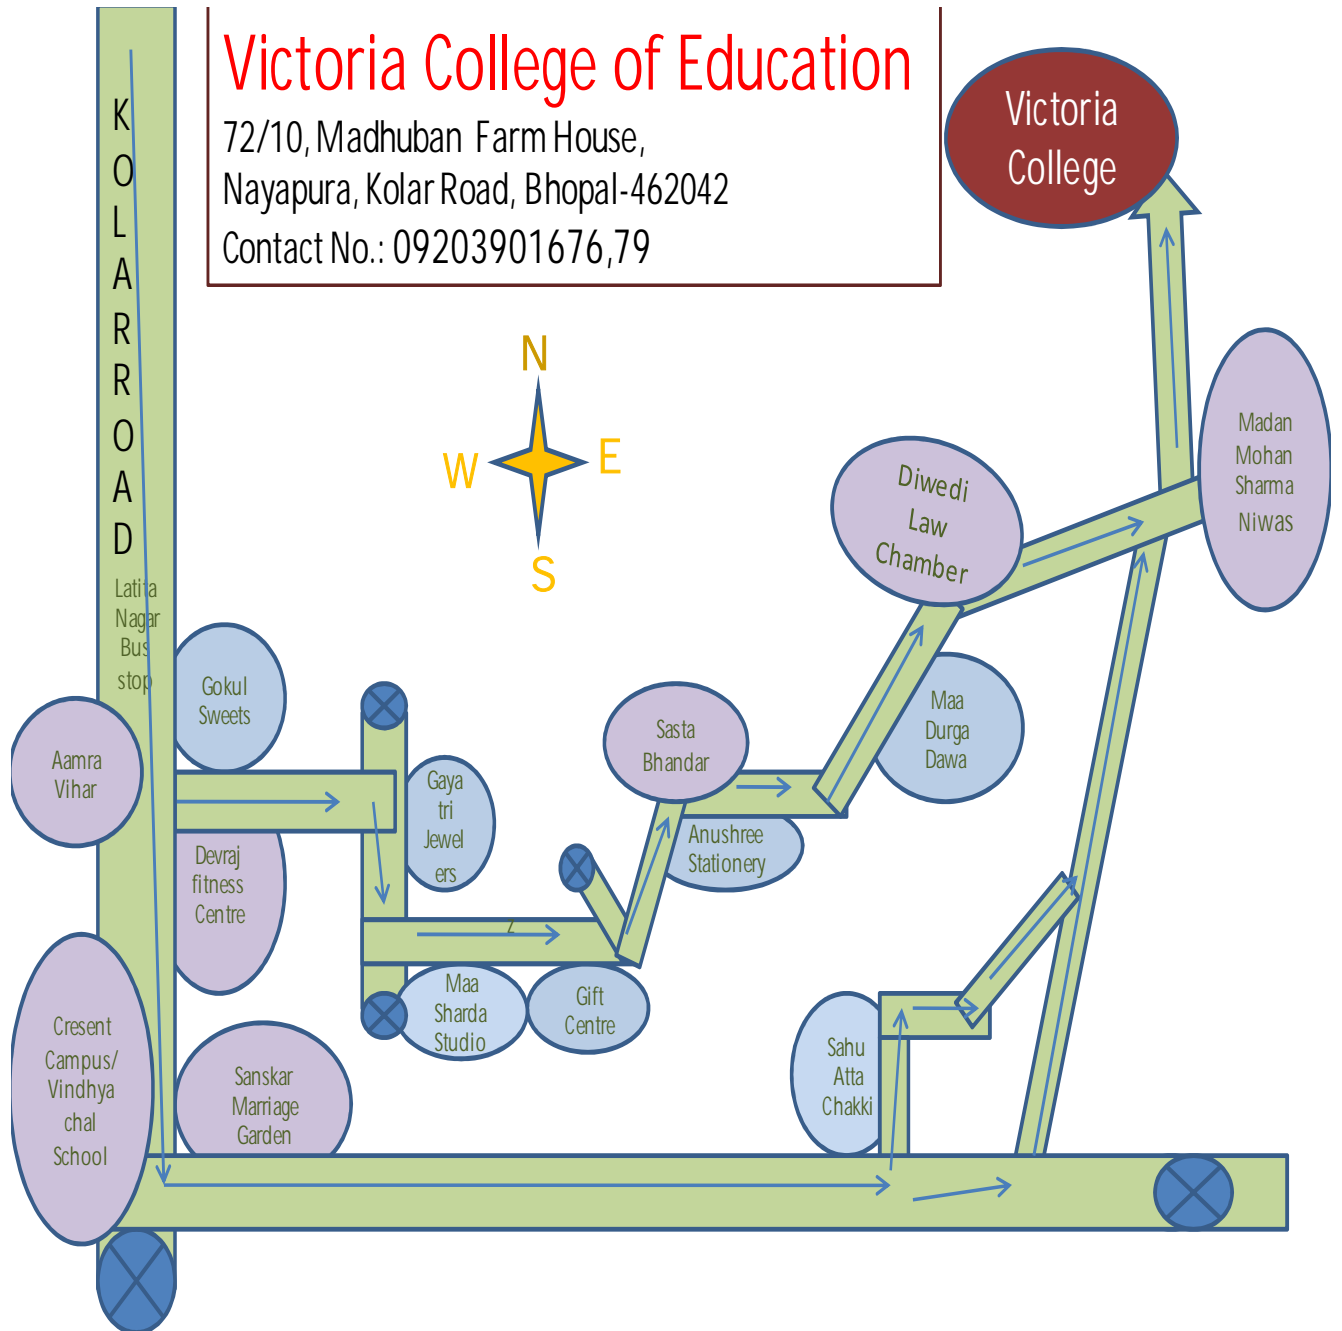 Victoria College of Education
72/10, Madhuban Farm House,
Nayapura, Kolar Road, Bhopal-462042
Contact No.: 09203901676,79
Victoria
College
K
O
L
A
R
R
O
A
D
Latita
Nagar
Bus
stop
N
W
E
S
Madan
Mohan
Sharma
Niwas
Diwedi
Law
Chamber
Gokul
Sweets
Aamra
Vihar
Sasta
Bhandar
Maa
Durga
Dawa
Gaya
tri
Jewel
ers
Anushree
Stationery
Devraj
fitness
Centre
Maa
Sharda
Studio
Gift
Centre
Cresent
Campus/
Vindhya
chal
School
Sanskar
Marriage
Garden
Sahu
Atta
Chakki